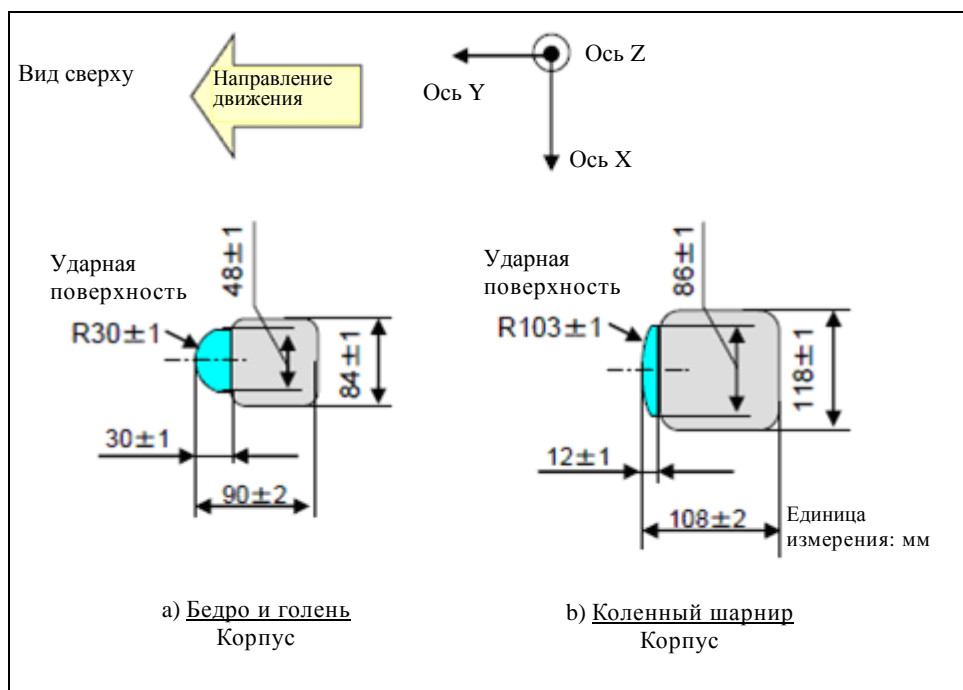 Вид сверху
Направление
движения
Ось Z
Ось Y
Ось X
Ударная
поверхность
48±1
R30±1
84±1
30±1
90±2
Ударная
поверхность
86±1
R103±1
118±1
12±1
108±2
Единица
измерения: мм
a) Бедро и голень
Корпус
b) Коленный шарнир
Корпус